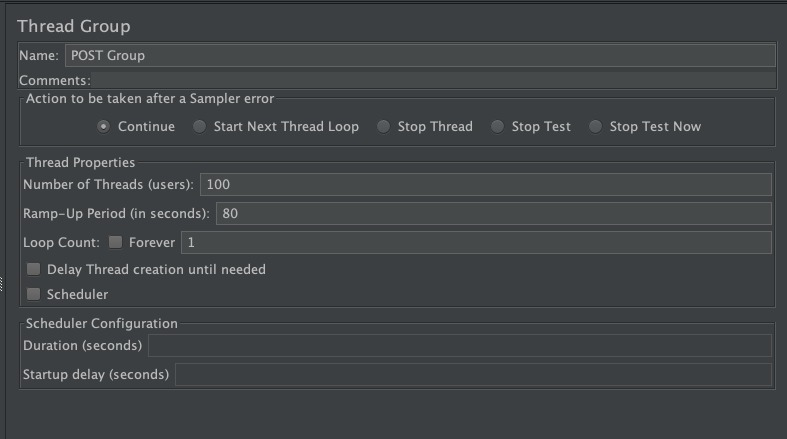 Thread Group
Name: POST Group
Comments:
Action to be taken after a Sampler error
Continue Start Next Thread Loop Stop Thread Stop Test Stop Test Now
Thread Properties
Number of Threads (users): 100
Ramp-Up Period (in seconds): 80
Loop Count: Forever 1
Delay Thread creation until needed
Scheduler
Scheduler Configuration
Duration (seconds)
Startup delay (seconds)